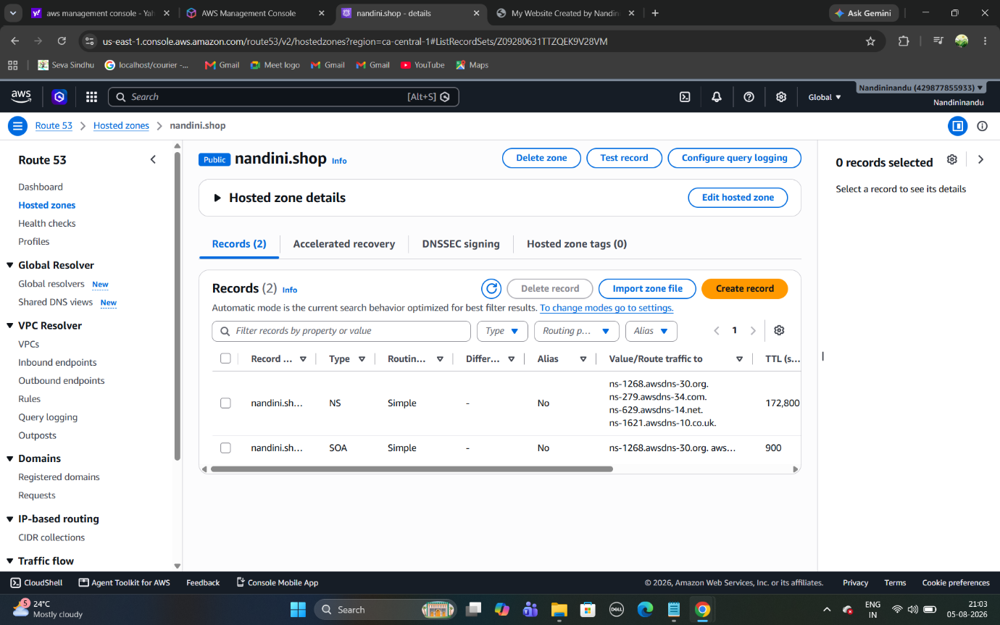 aws management console - Yah
AWS Management Console
nandini.shop - details
My Website Created by Nandin
Ask Gemini
us-east-1.console.aws.amazon.com/route53/v2/hostedzones?region=ca-central-1#ListRecordSets/Z09280631TTZQEK9V28VM
Seva Sindhu
localhost/courier -...
Gmail
Meet logo
Gmail
Gmail
YouTube
Maps
aws
Search
[Alt+S]
Global
Nandininandu (429877855933)
Nandininandu
Route 53
Hosted zones
nandini.shop
Route 53
Dashboard
Hosted zones
Health checks
Profiles
Global Resolver
Global resolvers New
Shared DNS views New
VPC Resolver
VPCs
Inbound endpoints
Outbound endpoints
Rules
Query logging
Outposts
Domains
Registered domains
Requests
IP-based routing
CIDR collections
Traffic flow
Public nandini.shop Info
Delete zone
Test record
Configure query logging
Hosted zone details
Edit hosted zone
Records (2)
Accelerated recovery
DNSSEC signing
Hosted zone tags (0)
Records (2) Info
Delete record
Import zone file
Create record
Automatic mode is the current search behavior optimized for best filter results. To change modes go to settings.
Filter records by property or value
Type
Routing p...
Alias
1
Record ... Type Routin... Differ... Alias Value/Route traffic to TTL (s...
ns-1268.awsdns-30.org.
ns-279.awsdns-34.com.
nandini.sh... NS Simple - No 172,800
ns-629.awsdns-14.net.
ns-1621.awsdns-10.co.uk.
nandini.sh... SOA Simple - No ns-1268.awsdns-30.org. aws... 900
0 records selected
Select a record to see its details
CloudShell
Agent Toolkit for AWS
Feedback
Console Mobile App
© 2026, Amazon Web Services, Inc. or its affiliates.
Privacy
Terms
Cookie preferences
5
24°C
Mostly cloudy
Search
DELL
ENG
IN
21:03
05-08-2026